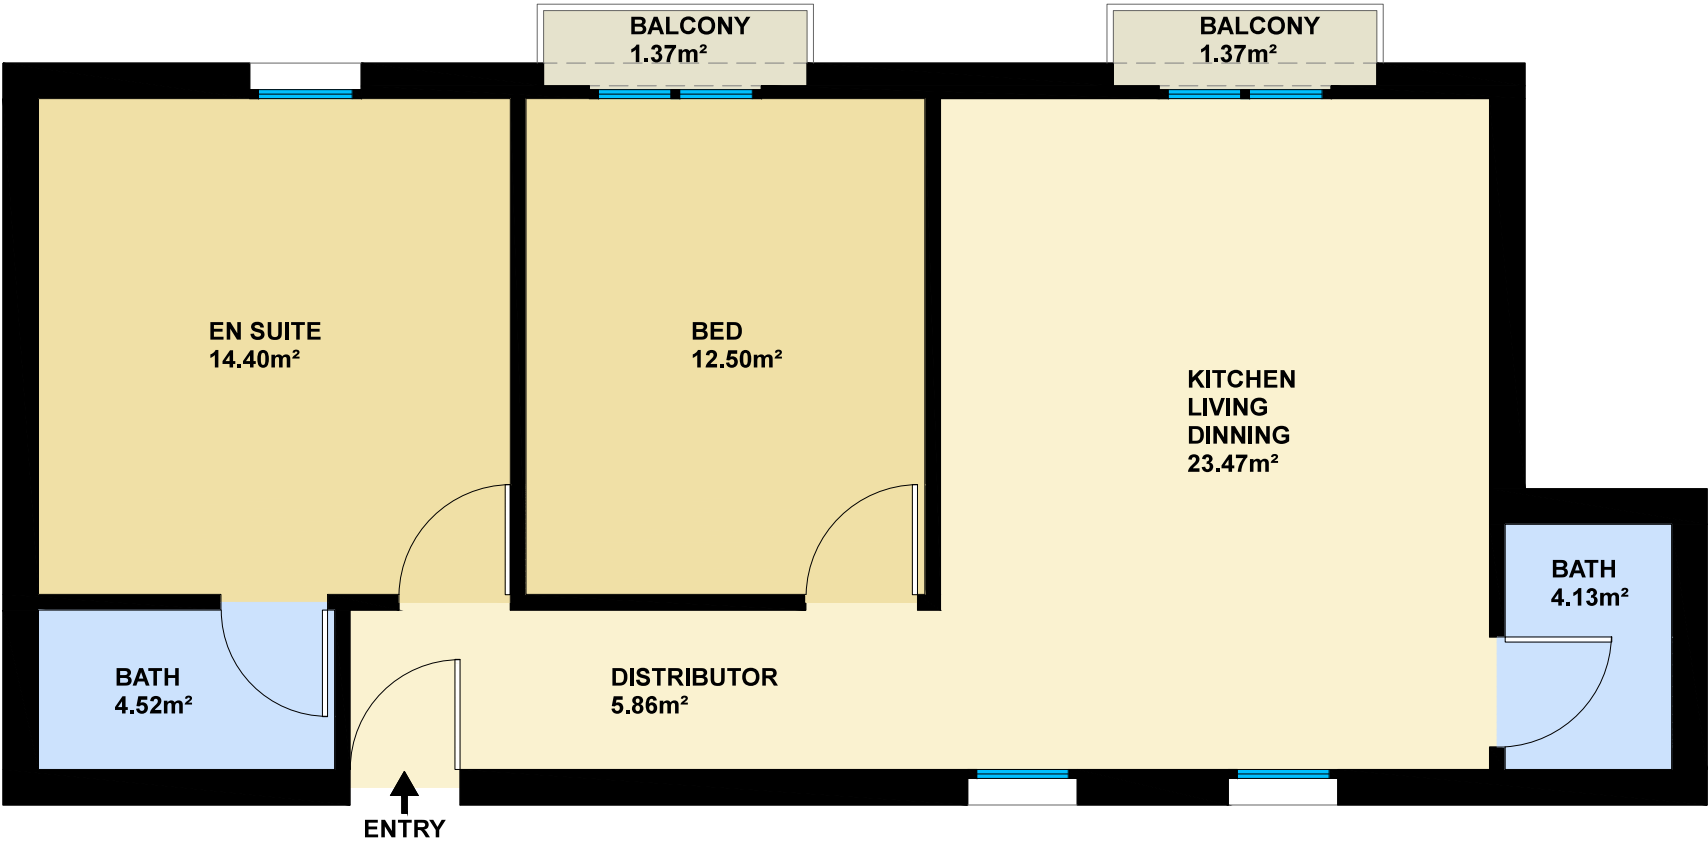 BALCONY
1.37m²
BALCONY
1.37m²
EN SUITE
14.40m²
BED
12.50m²
KITCHEN
LIVING
DINNING
23.47m²
BATH
4.13m²
BATH
4.52m²
DISTRIBUTOR
5.86m²
ENTRY